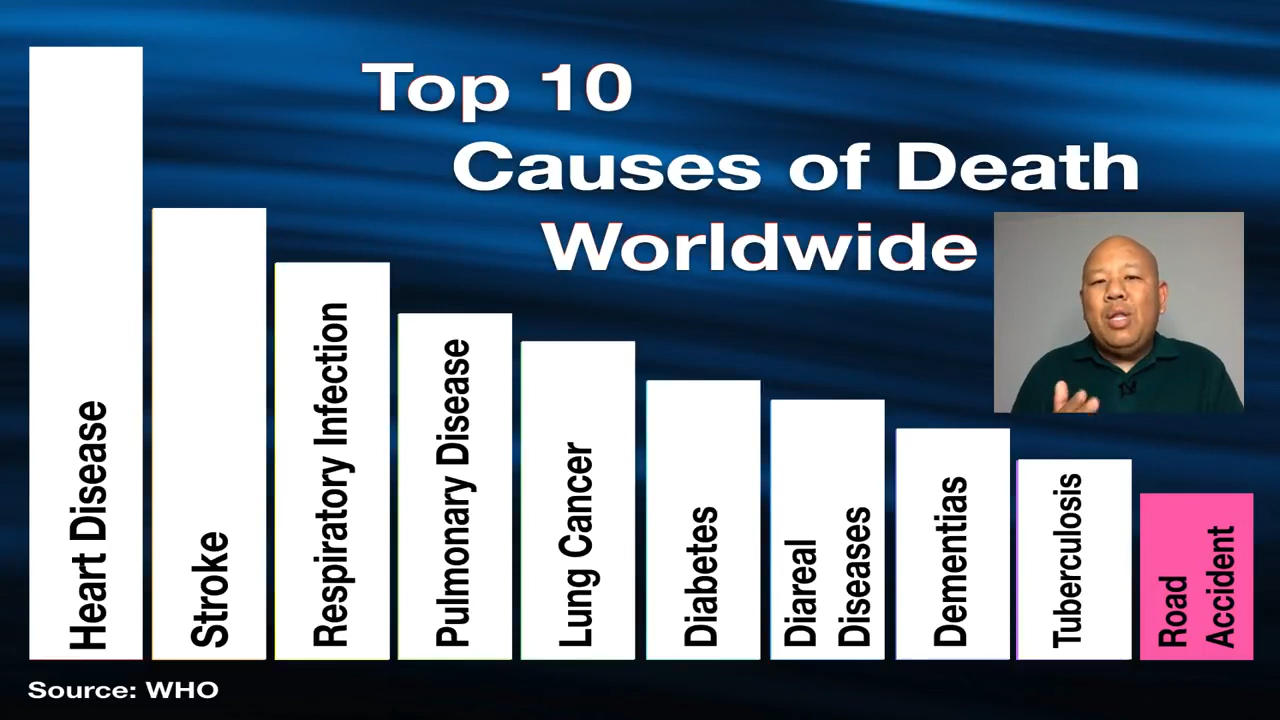 Top 10
Causes of Death
Worldwide
Heart Disease
Stroke
Respiratory Infection
Pulmonary Disease
Lung Cancer
Diabetes
Diareal
Diseases
Dementias
Tuberculosis
Road
Accident
Source: WHO